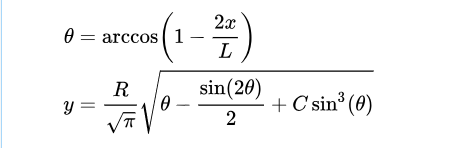 θ = arccos(1 − 2x/L)
y = R/√π √(θ − sin(2θ)/2 + C sin³(θ))